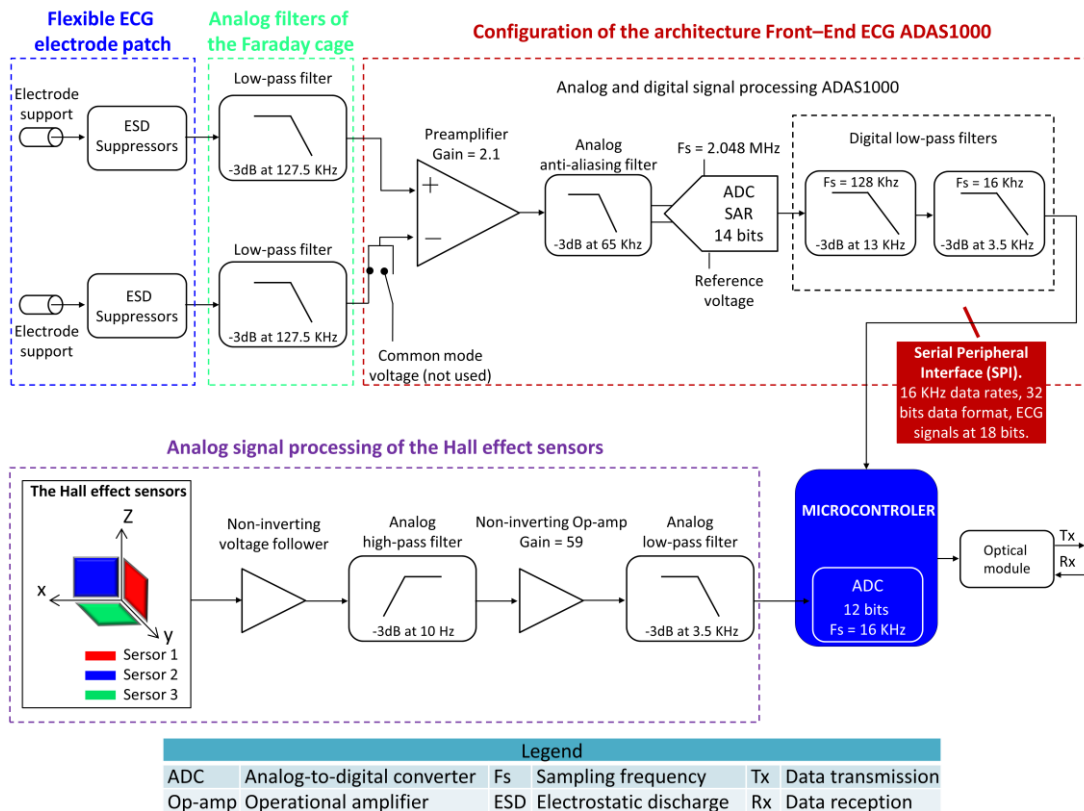 Flexible ECG
electrode patch
Analog filters of
the Faraday cage
Configuration of the architecture Front–End ECG ADAS1000
Electrode
support
ESD
Suppressors
Low-pass filter
-3dB at 127.5 KHz
Analog and digital signal processing ADAS1000
Preamplifier
Gain = 2.1
+
−
Analog
anti-aliasing filter
-3dB at 65 Khz
Fs = 2.048 MHz
ADC
SAR
14 bits
Reference
voltage
Digital low-pass filters
Fs = 128 Khz
-3dB at 13 KHz
Fs = 16 KHz
-3dB at 3.5 KHz
Electrode
support
ESD
Suppressors
Low-pass filter
-3dB at 127.5 KHz
Common mode
voltage (not used)
Serial Peripheral
Interface (SPI).
16 KHz data rates, 32
bits data format, ECG
signals at 18 bits.
Analog signal processing of the Hall effect sensors
The Hall effect sensors
Z
x
y
Sersor 1
Sersor 2
Sersor 3
Non-inverting
voltage follower
Analog
high-pass filter
-3dB at 10 Hz
Non-inverting Op-amp
Gain = 59
Analog
low-pass filter
-3dB at 3.5 KHz
MICROCONTROLER
ADC
12 bits
Fs = 16 KHz
Optical
module
Tx
Rx
Legend
ADC Analog-to-digital converter Fs Sampling frequency Tx Data transmission
Op-amp Operational amplifier ESD Electrostatic discharge Rx Data reception